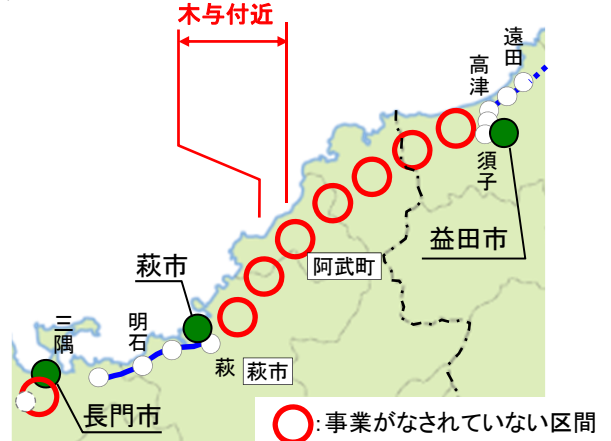 木与付近
遠田
高津
須子
益田市
阿武町
萩市
萩
萩市
明石
三隅
長門市
:事業がなされていない区間